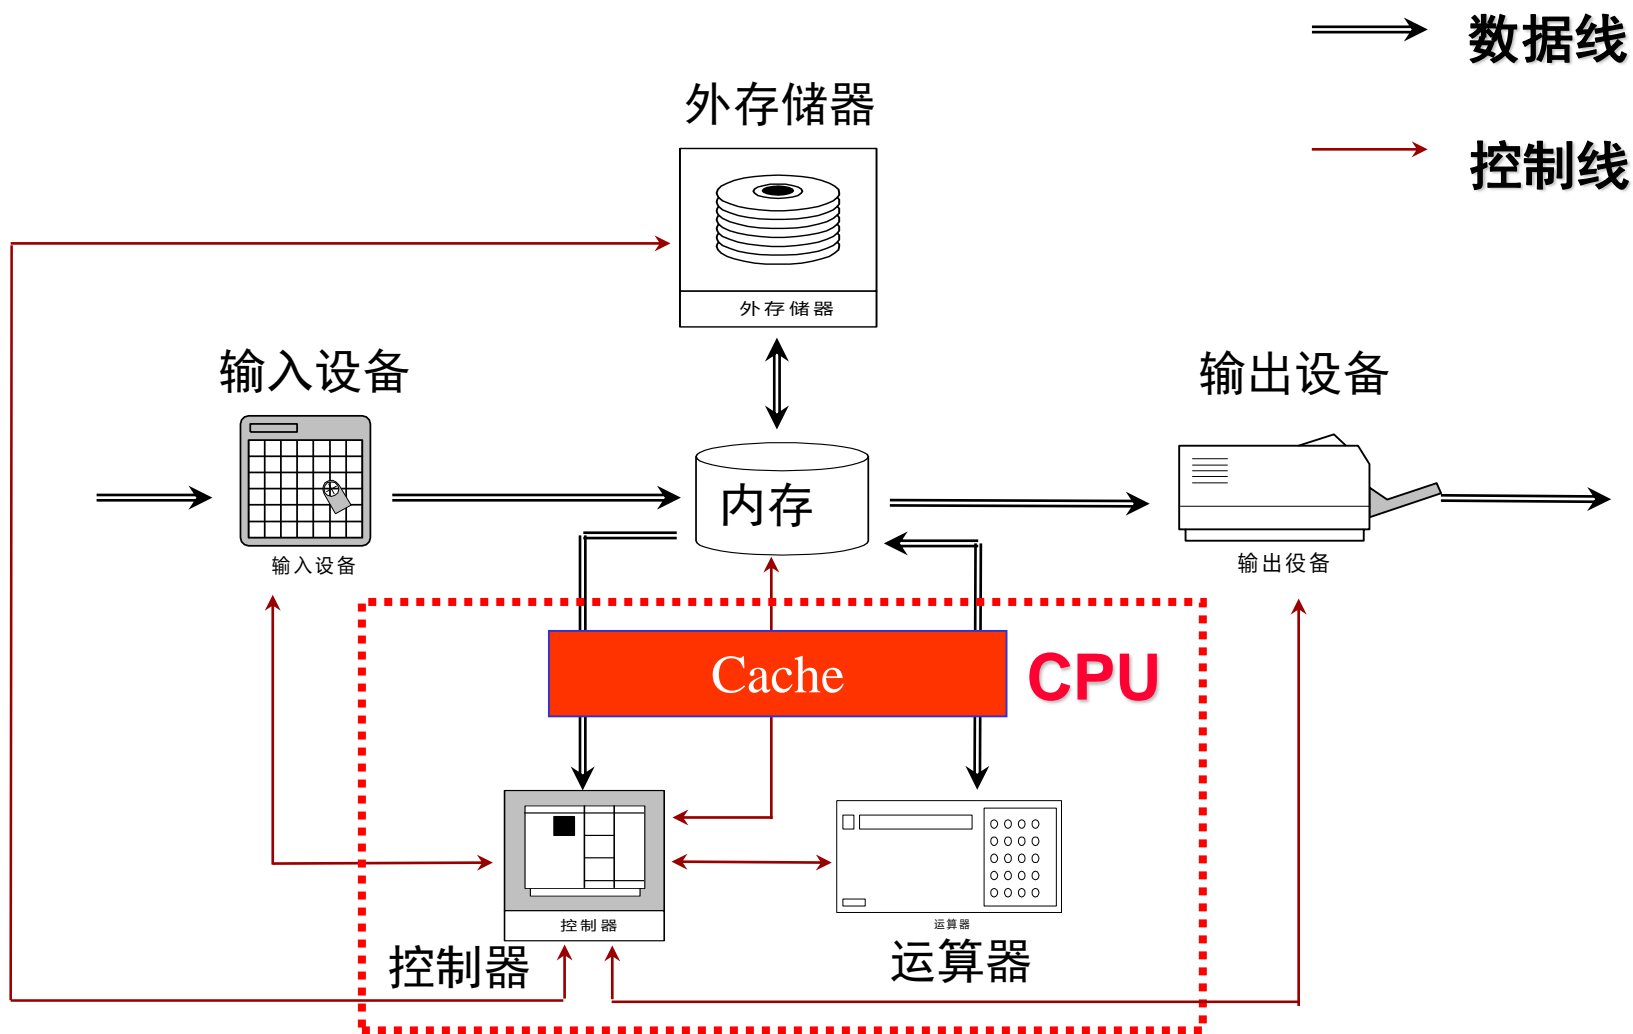 数据线
外存储器
控制线
外存储器
输入设备
输出设备
内存
输入设备
输出役备
Cache
CPU
控制器
运算器
控制器
运算器